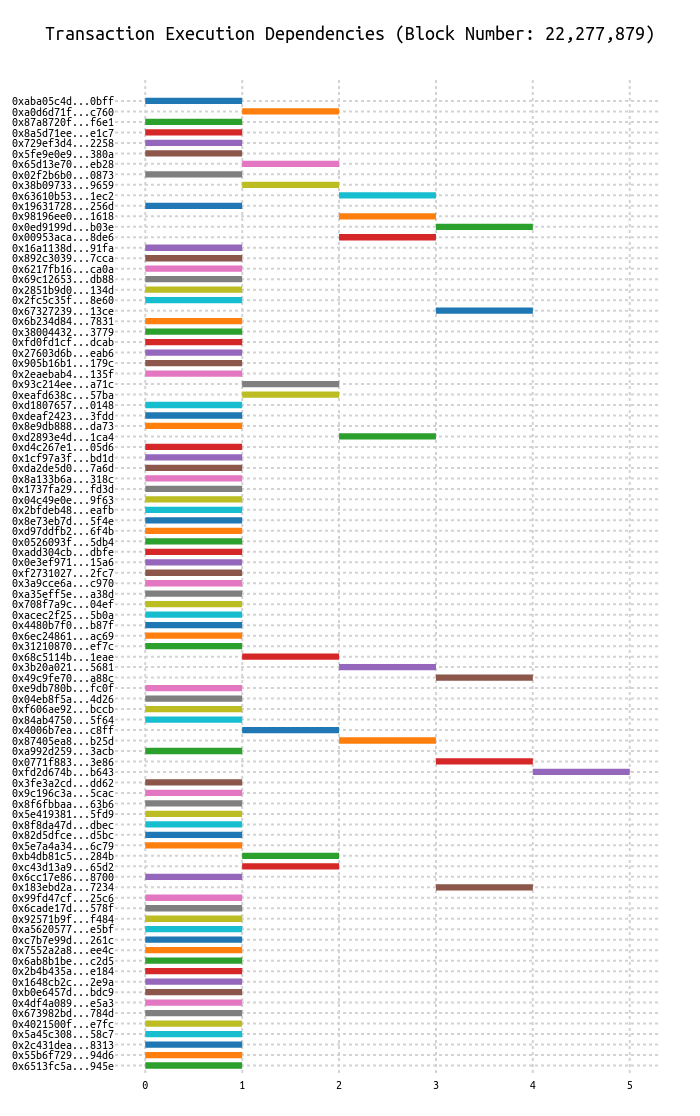 Transaction Execution Dependencies (Block Number: 22,277,879)
0xaba05c4d...0bff
0xa0d6d71f...c760
0x87a8720f...f6e1
0x8a5d71ee...e1c7
0x729ef3d4...2258
0x5fe9e0e9...380a
0x65d13e70...eb28
0x02f2b6b0...0873
0x38b09733...9659
0x63610b53...1ec2
0x19631728...256d
0x98196ee0...1618
0x0ed9199d...b03e
0x00953aca...8de6
0x16a1138d...91fa
0x892c3039...7cca
0x6217fb16...ca0a
0x69c12653...db88
0x2851b9d0...134d
0x2fc5c35f...8e60
0x67327239...13ce
0x6b234d84...7831
0x38004432...3779
0xfd0fd1cf...dcab
0x27603d6b...eab6
0x905b16b1...179c
0x2eaebab4...135f
0x93c214ee...a71c
0xeafd638c...57ba
0xd1807657...0148
0xdeaf2423...3fdd
0x8e9db888...da73
0xd2893e4d...1ca4
0xd4c267e1...05d6
0x1cf97a3f...bd1d
0xda2de5d0...7a6d
0x8a133b6a...318c
0x1737fa29...fd3d
0x04c49e0e...9f63
0x2bfdeb48...eafb
0x8e73eb7d...5f4e
0xd97ddfb2...6f4b
0x0526093f...5db4
0xadd304cb...dbfe
0x0e3ef971...15a6
0xf2731027...2fc7
0x3a9cce6a...c970
0xa35eff5e...a38d
0x708f7a9c...04ef
0xacec2f25...5b0a
0x4480b7f0...b87f
0x6ec24861...ac69
0x31210870...ef7c
0x68c5114b...1eae
0x3b20a021...5681
0x49c9fe70...a88c
0xe9db780b...fc0f
0x04eb8f5a...4d26
0xf606ae92...bccb
0x84ab4750...5f64
0x4006b7ea...c8ff
0x87405ea8...b25d
0xa992d259...3acb
0x0771f883...3e86
0xfd2d674b...b643
0x3fe3a2cd...dd62
0x9c196c3a...5cac
0x8f6fbbaa...63b6
0x5e419381...5fd9
0x8f8da47d...dbec
0x82d5dfce...d5bc
0x5e7a4a34...6c79
0xb4db81c5...284b
0xc43d13a9...65d2
0x6cc17e86...8700
0x183ebd2a...7234
0x99fd47cf...25c6
0x6cade17d...578f
0x92571b9f...f484
0xa5620577...e5bf
0xc7b7e99d...261c
0x7552a2a8...ee4c
0x6ab8b1be...c2d5
0x2b4b435a...e184
0x1648cb2c...2e9a
0xb0e6457d...bdc9
0x4df4a089...e5a3
0x673982bd...784d
0x4021500f...e7fc
0x5a45c308...58c7
0x2c431dea...8313
0x55b6f729...94d6
0x6513fc5a...945e
0 1 2 3 4 5